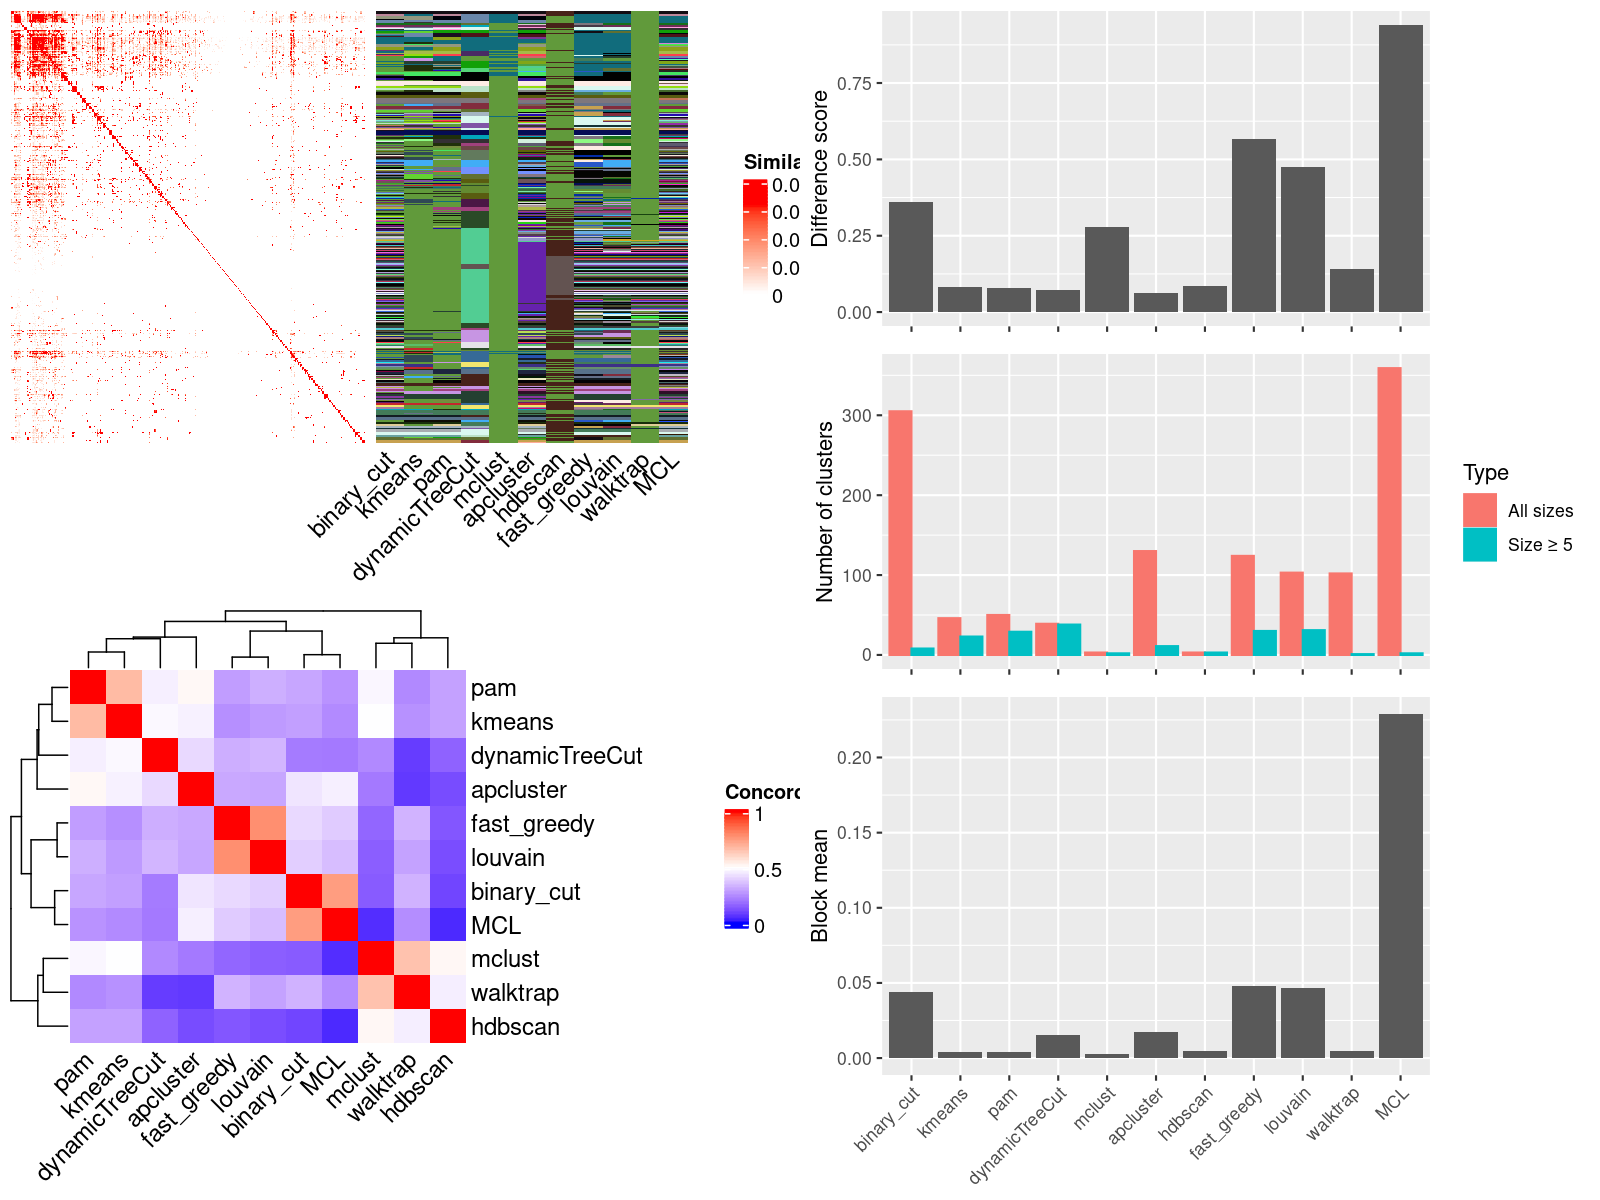 Simila
0.0
0.0
0.0
0.0
0
binary_cut
kmeans
pam
dynamicTreeCut
mclust
apcluster
hdbscan
fast_greedy
louvain
walktrap
MCL
Difference score
0.75
0.50
0.25
0.00
Number of clusters
300
200
100
0
Type
All sizes
Size ≥ 5
pam
kmeans
dynamicTreeCut
apcluster
fast_greedy
louvain
binary_cut
MCL
mclust
walktrap
hdbscan
pam
kmeans
dynamicTreeCut
apcluster
fast_greedy
louvain
binary_cut
MCL
mclust
walktrap
hdbscan
Concord
1
0.5
0
Block mean
0.20
0.15
0.10
0.05
0.00
binary_cut
kmeans
pam
dynamicTreeCut
mclust
apcluster
hdbscan
fast_greedy
louvain
walktrap
MCL